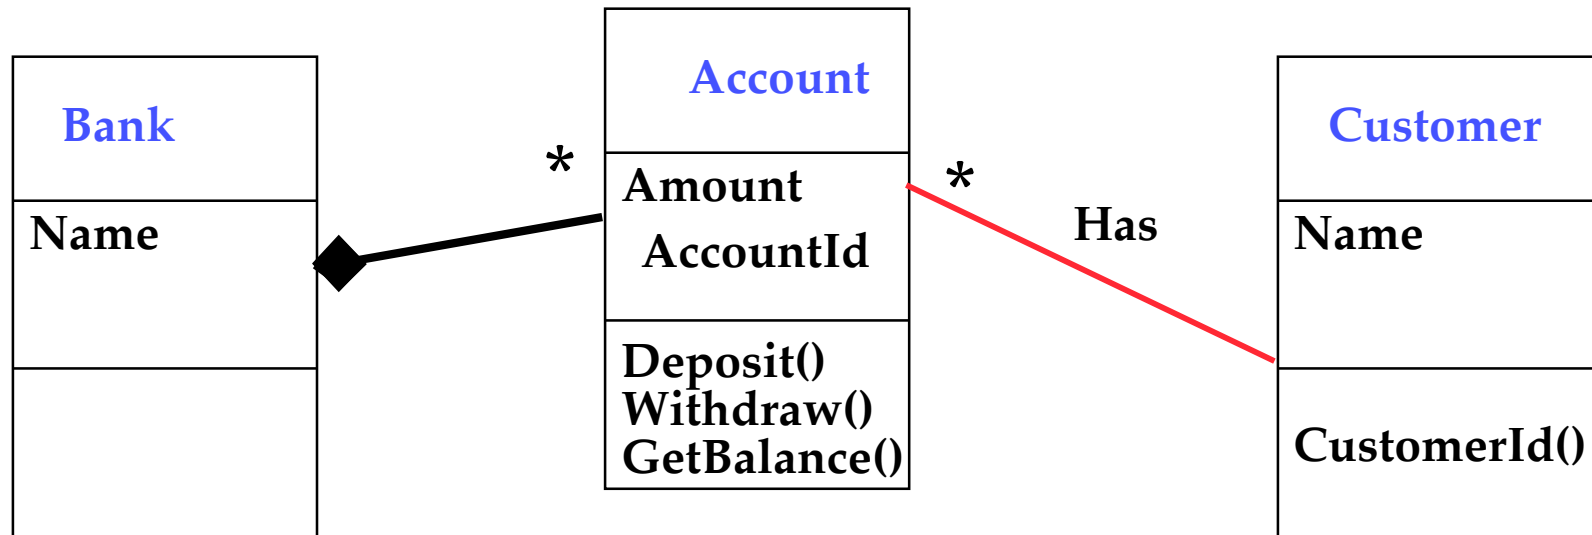 Bank
Name
*
Account
Amount
AccountId
Deposit()
Withdraw()
GetBalance()
*
Has
Customer
Name
CustomerId()